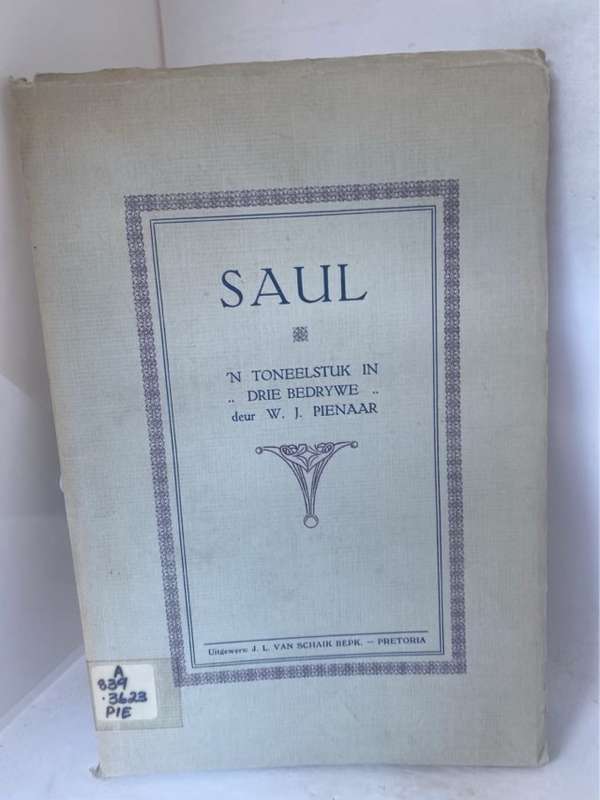 SAUL
'N TONEELSTUK IN
.. DRIE BEDRYWE ..
deur W. J. PIENAAR
Uitgewers: J. L. VAN SCHAIK BEPK. — PRETORIA
A
839
.3623
PIE